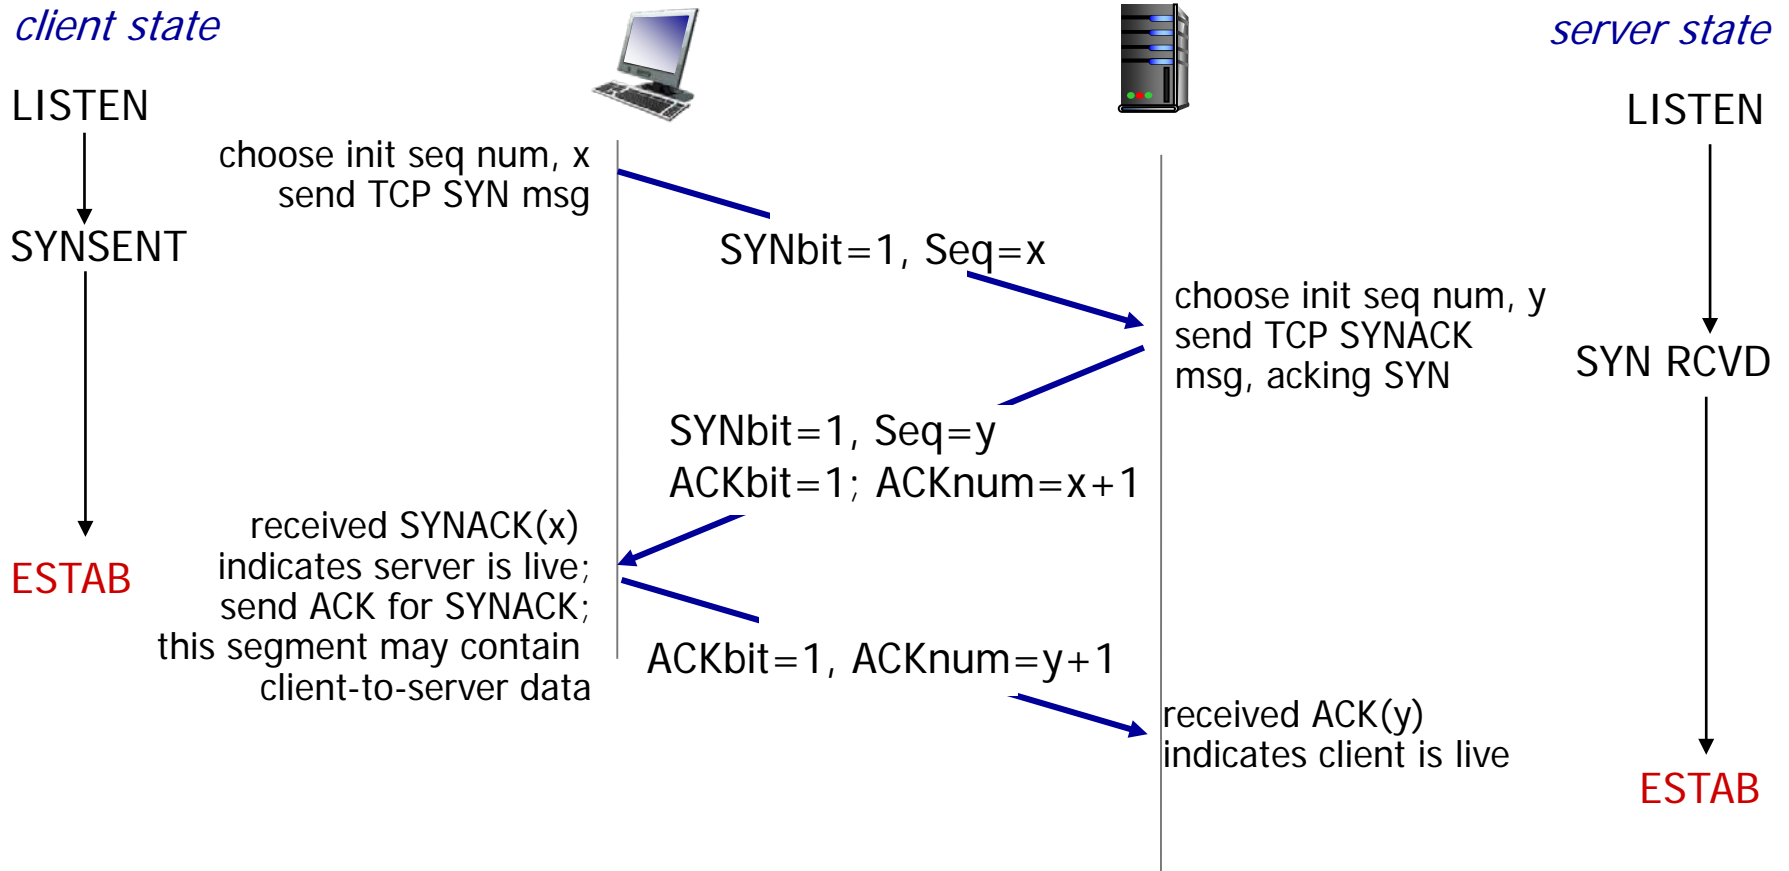 client state
server state
LISTEN
LISTEN
choose init seq num, x
send TCP SYN msg
SYNSENT
SYNbit=1, Seq=x
choose init seq num, y
send TCP SYNACK
msg, acking SYN
SYN RCVD
SYNbit=1, Seq=y
ACKbit=1; ACKnum=x+1
received SYNACK(x)
indicates server is live;
send ACK for SYNACK;
this segment may contain
client-to-server data
ESTAB
ACKbit=1, ACKnum=y+1
received ACK(y)
indicates client is live
ESTAB